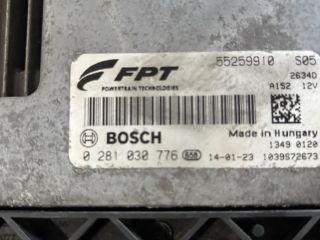 FPT 55259910 S05
POWERTRAIN TECHNOLOGIES 2634D
A152 12V
BOSCH Made in Hungary
1349 0120
0 281 030 776 14-01-23 1039S72673